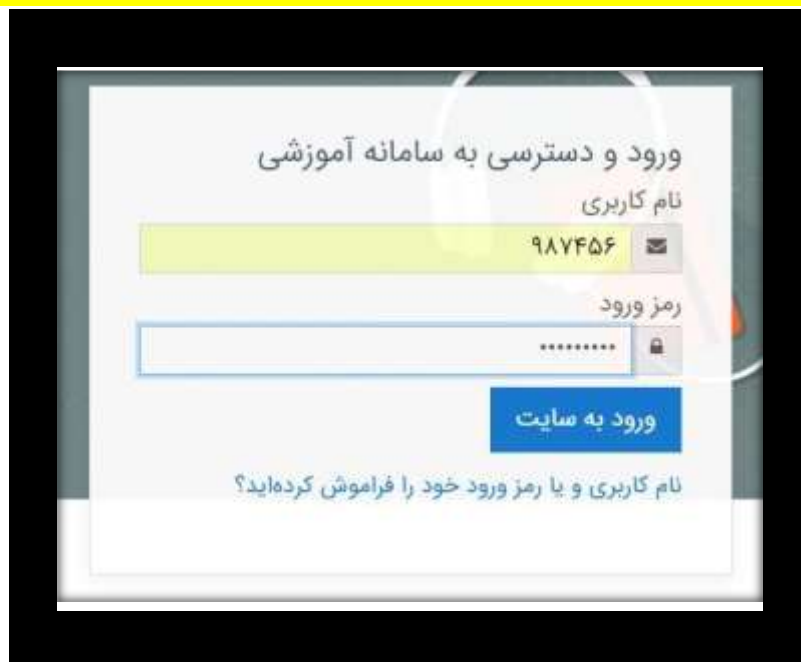 ورود و دسترسی به سامانه آموزشی
نام کاربری
۹۸۷۴۵۶
رمز ورود
•••••••••
ورود به سایت
نام کاربری و یا رمز ورود خود را فراموش کرده‌اید؟